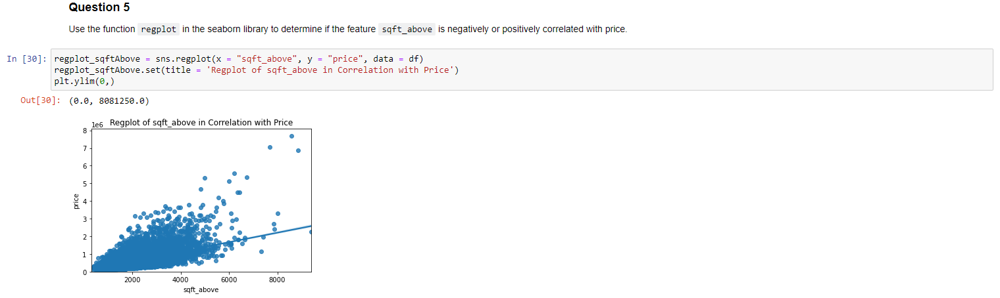 Question 5
Use the function regplot in the seaborn library to determine if the feature sqft_above is negatively or positively correlated with price.
In [30]: regplot_sqftAbove = sns.regplot(x = "sqft_above", y = "price", data = df)
regplot_sqftAbove.set(title = 'Regplot of sqft_above in Correlation with Price')
plt.ylim(0,)
Out[30]: (0.0, 8081250.0)
1e6 Regplot of sqft_above in Correlation with Price
8
7
6
5
4
3
2
1
0
price
2000 4000 6000 8000
sqft_above